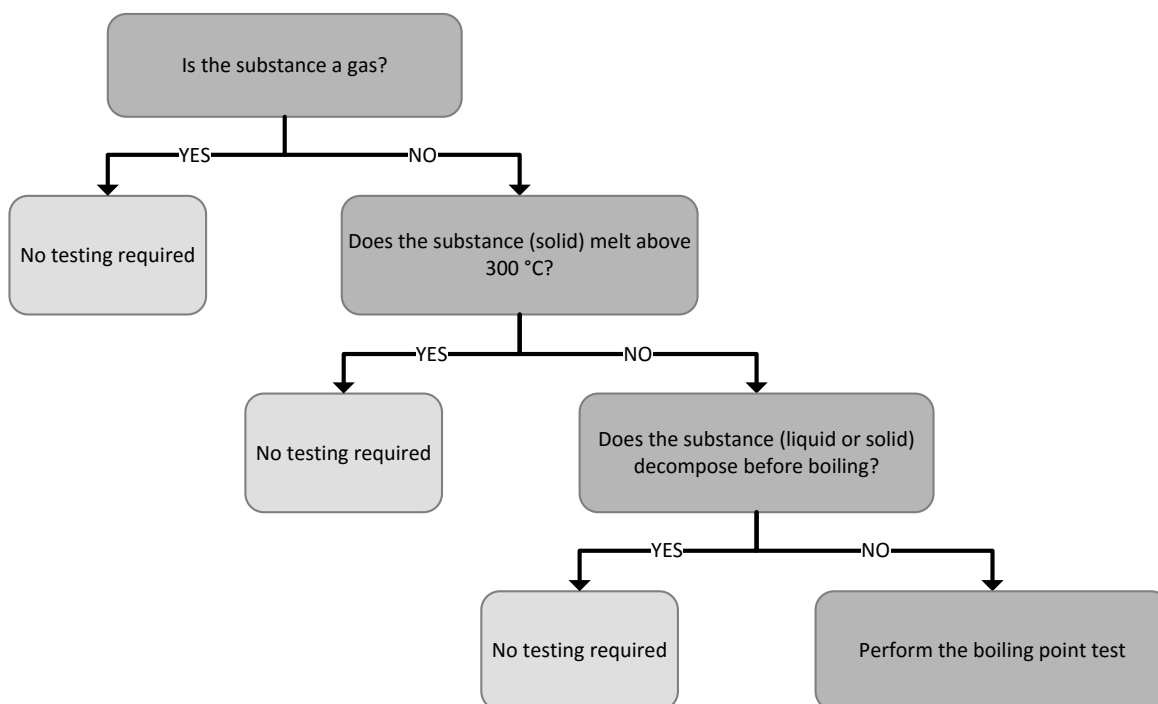 Is the substance a gas?
YES
NO
No testing required
Does the substance (solid) melt above
300 °C?
YES
NO
No testing required
Does the substance (liquid or solid)
decompose before boiling?
YES
NO
No testing required
Perform the boiling point test